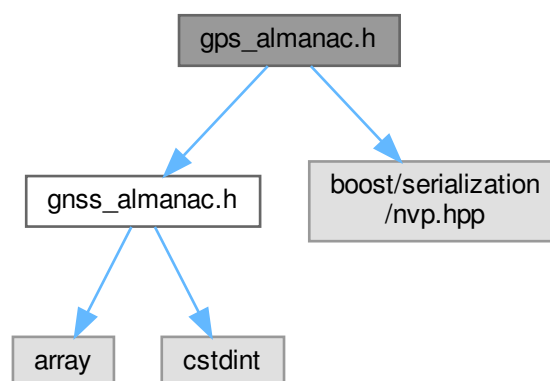 gps_almanac.h
gnss_almanac.h
boost/serialization
/nvp.hpp
array
cstdint